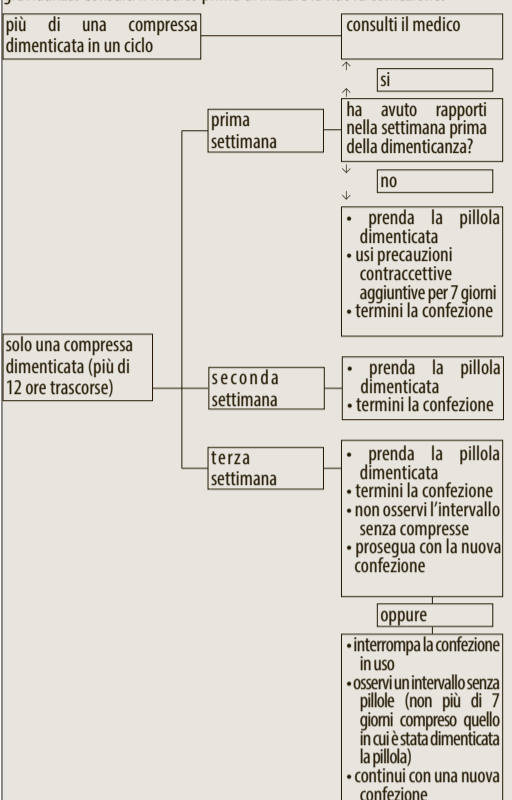 più di una compressa
dimenticata in un ciclo
consulti il medico
si
prima
settimana
ha avuto rapporti
nella settimana prima
della dimenticanza?
no
• prenda la pillola
dimenticata
• usi precauzioni
contraccettive
aggiuntive per 7 giorni
• termini la confezione
solo una compressa
dimenticata (più di
12 ore trascorse)
seconda
settimana
• prenda la pillola
dimenticata
• termini la confezione
terza
settimana
• prenda la pillola
dimenticata
• termini la confezione
• non osservi l'intervallo
senza compresse
• prosegua con la nuova
confezione
oppure
• interrompa la confezione
in uso
• osservi un intervallo senza
pillole (non più di 7
giorni compreso quello
in cui è stata dimenticata
la pillola)
• continui con una nuova
confezione